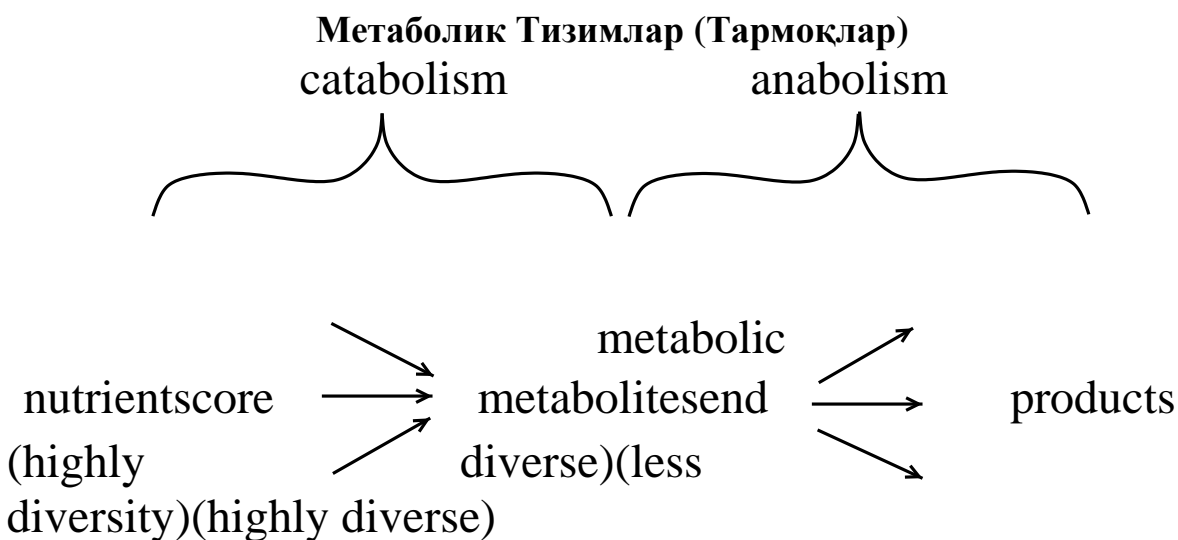 Метаболик Тизимлар (Тармоқлар)
catabolism anabolism
metabolic
nutrientscore metabolitesend products
(highly diverse)(less
diversity)(highly diverse)